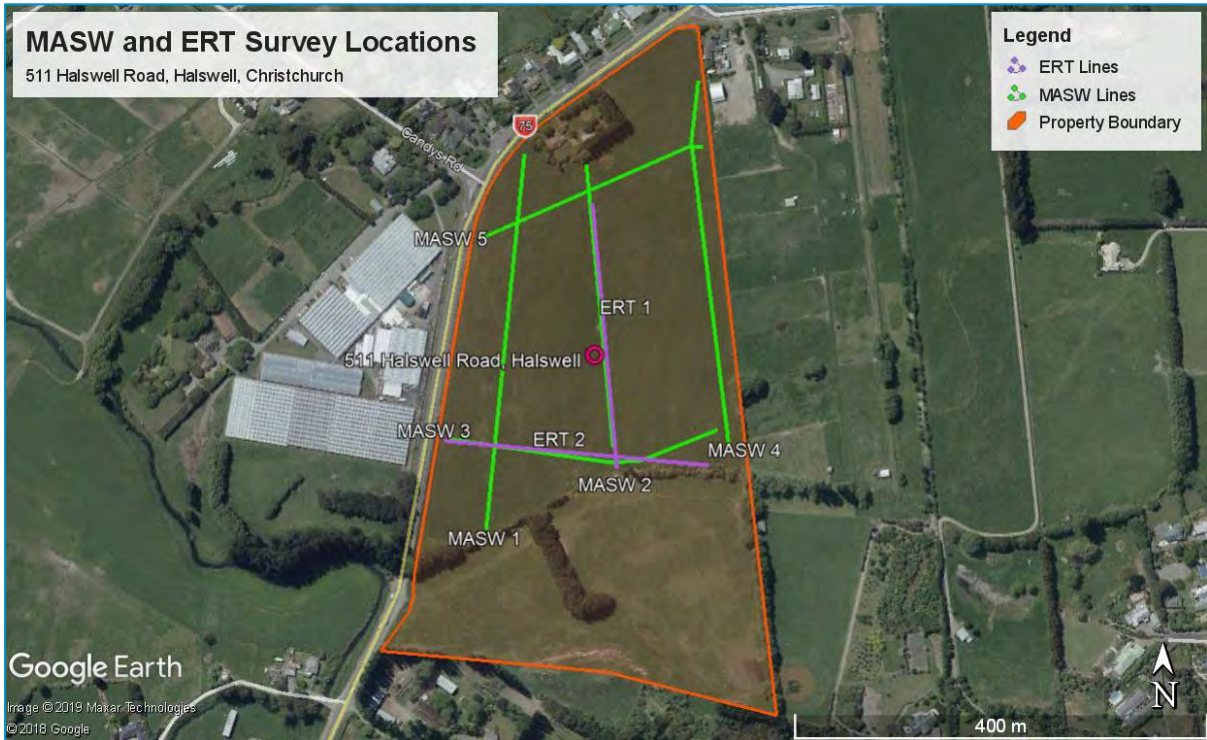 MASW and ERT Survey Locations
511 Halswell Road, Halswell, Christchurch
Legend
ERT Lines
MASW Lines
Property Boundary
75
Candys Rd
MASW 5
ERT 1
511 Halswell Road, Halswell
MASW 3
ERT 2
MASW 4
MASW 2
MASW 1
Google Earth
Image © 2019 Maxar Technologies
© 2018 Google
N
400 m